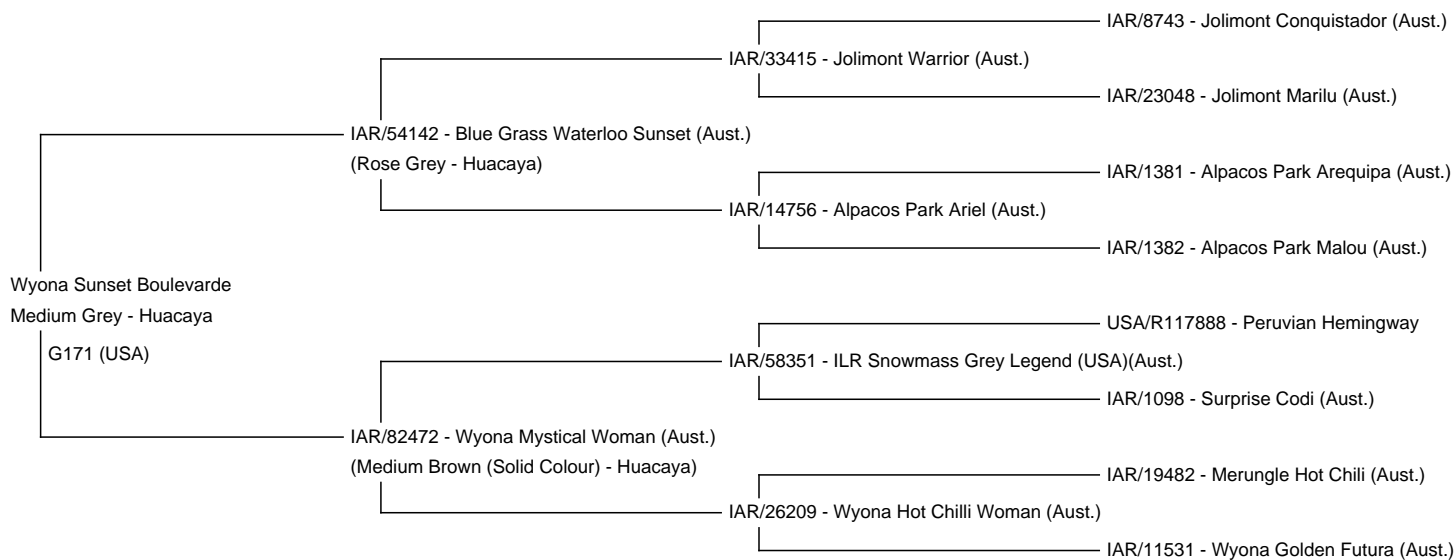 IAR/8743 - Jolimont Conquistador (Aust.)
IAR/33415 - Jolimont Warrior (Aust.)
IAR/23048 - Jolimont Marilu (Aust.)
IAR/54142 - Blue Grass Waterloo Sunset (Aust.)
(Rose Grey - Huacaya)
IAR/1381 - Alpacos Park Arequipa (Aust.)
IAR/14756 - Alpacos Park Ariel (Aust.)
IAR/1382 - Alpacos Park Malou (Aust.)
Wyona Sunset Boulevarde
Medium Grey - Huacaya
G171 (USA)
USA/R117888 - Peruvian Hemingway
IAR/58351 - ILR Snowmass Grey Legend (USA)(Aust.)
IAR/1098 - Surprise Codi (Aust.)
IAR/82472 - Wyona Mystical Woman (Aust.)
(Medium Brown (Solid Colour) - Huacaya)
IAR/19482 - Merungle Hot Chili (Aust.)
IAR/26209 - Wyona Hot Chilli Woman (Aust.)
IAR/11531 - Wyona Golden Futura (Aust.)